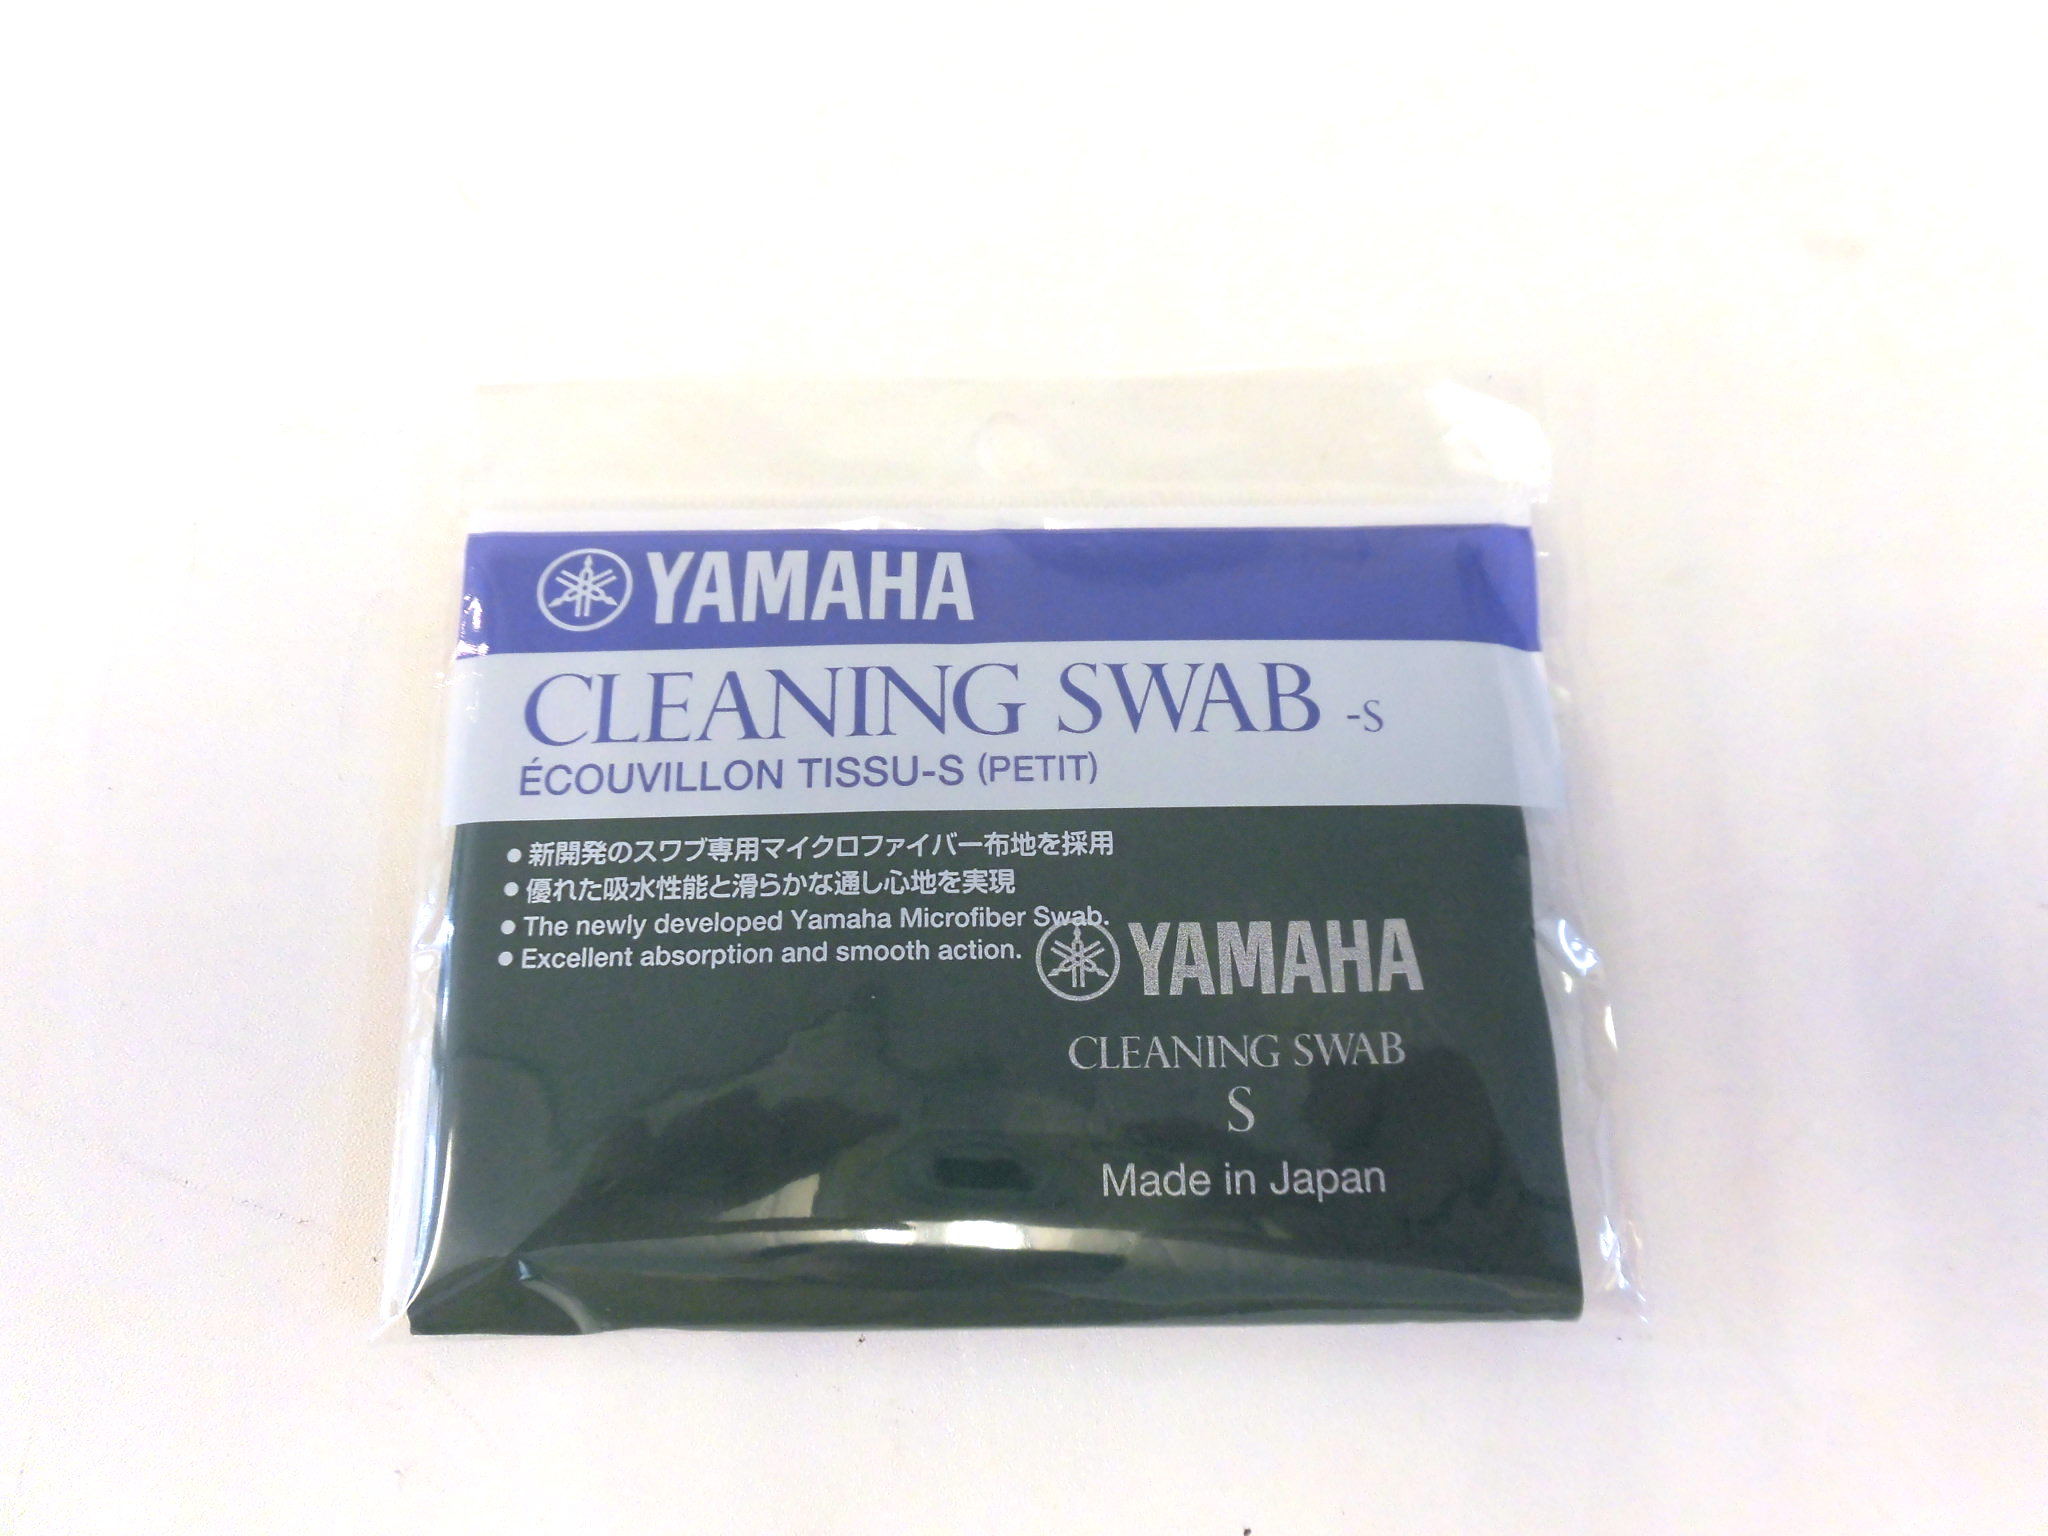 YAMAHA
CLEANING SWAB -S
ÉCOUVILLON TISSU-S (PETIT)
● 新開発のスワブ専用マイクロファイバー布地を採用
● 優れた吸水性能と滑らかな通し心地を実現
● The newly developed Yamaha Microfiber Swab.
● Excellent absorption and smooth action.
YAMAHA
CLEANING SWAB
S
Made in Japan